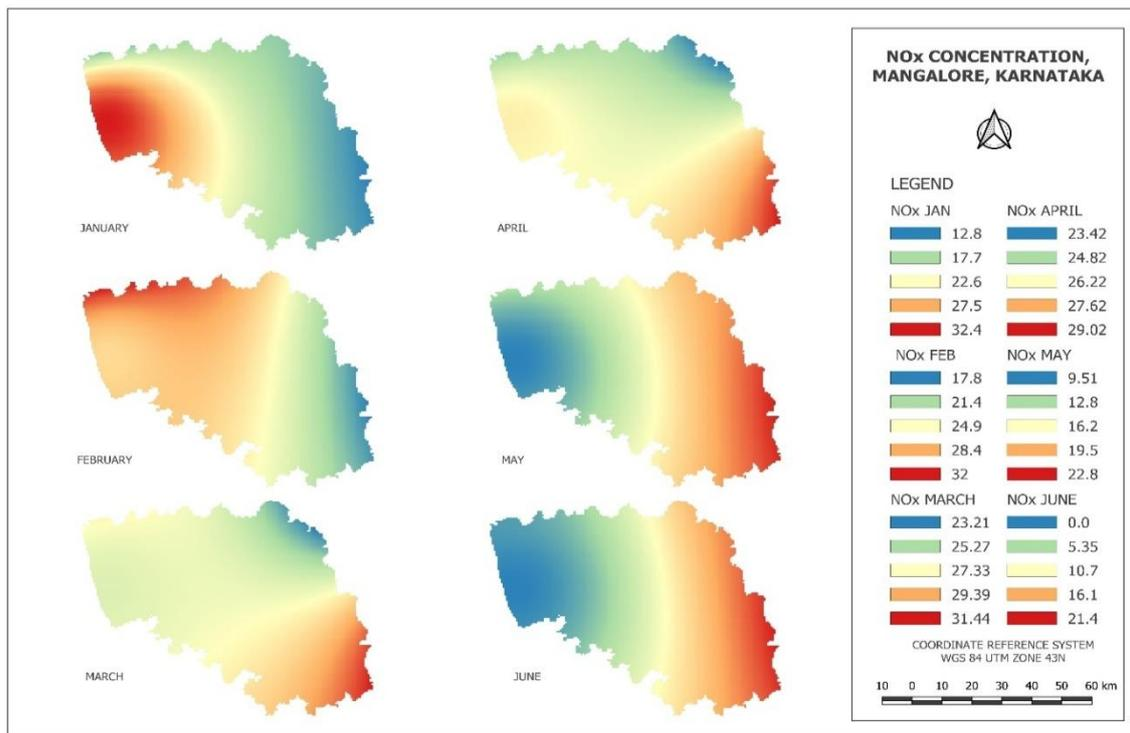 JANUARY
APRIL
FEBRUARY
MAY
MARCH
JUNE
NOx CONCENTRATION,
MANGALORE, KARNATAKA
LEGEND
NOx JAN
12.8
17.7
22.6
27.5
32.4
NOx FEB
17.8
21.4
24.9
28.4
32
NOx MARCH
23.21
25.27
27.33
29.39
31.44
NOx APRIL
23.42
24.82
26.22
27.62
29.02
NOx MAY
9.51
12.8
16.2
19.5
22.8
NOx JUNE
0.0
5.35
10.7
16.1
21.4
COORDINATE REFERENCE SYSTEM
WGS 84 UTM ZONE 43N
10 0 10 20 30 40 50 60 km